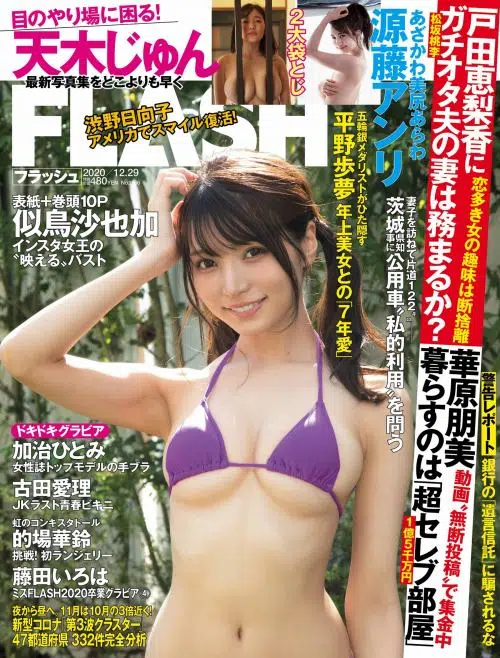 目のやり場に困る!
天木じゅん
最新写真集をどこよりも早く
2大袋とじ
あざかわ美尻あらわ
源藤アンリ
戸田恵梨香に
松坂桃李
ガチオタ夫の妻は務まるか?
恋多き女の趣味は断捨離
渋野日向子
アメリカでスマイル復活!
FLASH
フラッシュ
2020 12.29
480YEN
表紙+巻頭10P
似鳥沙也加
インスタ女王の
〝映える〟バスト
五輪銀メダリストがひた隠す
平野歩夢 年上美女との「7年愛」
妻子を訪ねて片道122㌔
茨城県知事に公用車〝私的利用〟を問う
華原朋美 動画〝無断投稿〟で集金中
暮らすのは「超セレブ部屋」
1億5千万円
警告レポート 銀行の「遺言信託」に騙されるな
ドキドキグラビア
加治ひとみ
女性誌トップモデルの手ブラ
古田愛理
JKラスト青春ビキニ
虹のコンキスタドール
的場華鈴
挑戦!初ランジェリー
藤田いろは
ミスFLASH2020卒業グラビア
夜から昼へ、11月は10月の3倍近く!
新型コロナ「第3波クラスター」
47都道府県 332件完全分析